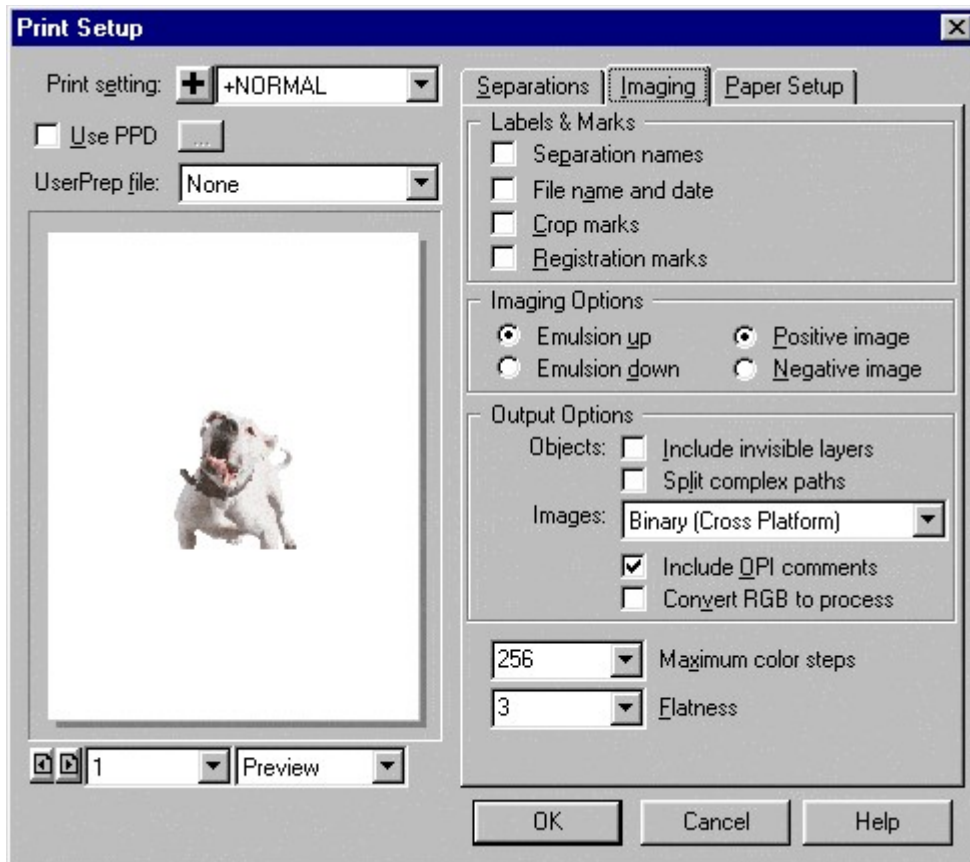 Print Setup
Print setting: +NORMAL
Use PPD ...
UserPrep file: None
1 Preview
Separations Imaging Paper Setup
Labels & Marks
Separation names
File name and date
Crop marks
Registration marks
Imaging Options
Emulsion up Positive image
Emulsion down Negative image
Output Options
Objects: Include invisible layers
Split complex paths
Images: Binary (Cross Platform)
Include OPI comments
Convert RGB to process
256 Maximum color steps
3 Flatness
OK Cancel Help